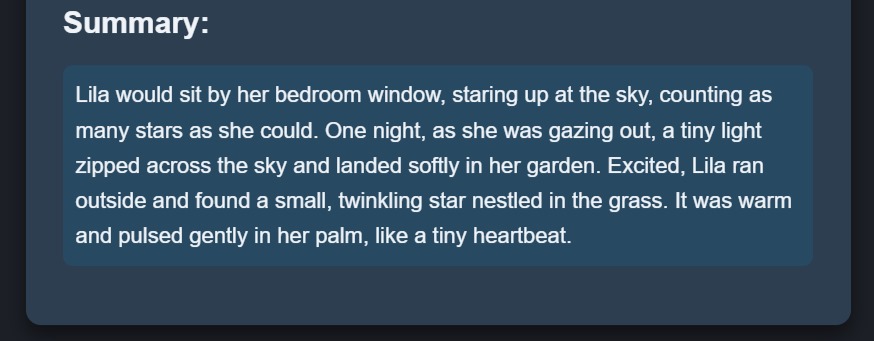 Summary:
Lila would sit by her bedroom window, staring up at the sky, counting as
many stars as she could. One night, as she was gazing out, a tiny light
zipped across the sky and landed softly in her garden. Excited, Lila ran
outside and found a small, twinkling star nestled in the grass. It was warm
and pulsed gently in her palm, like a tiny heartbeat.